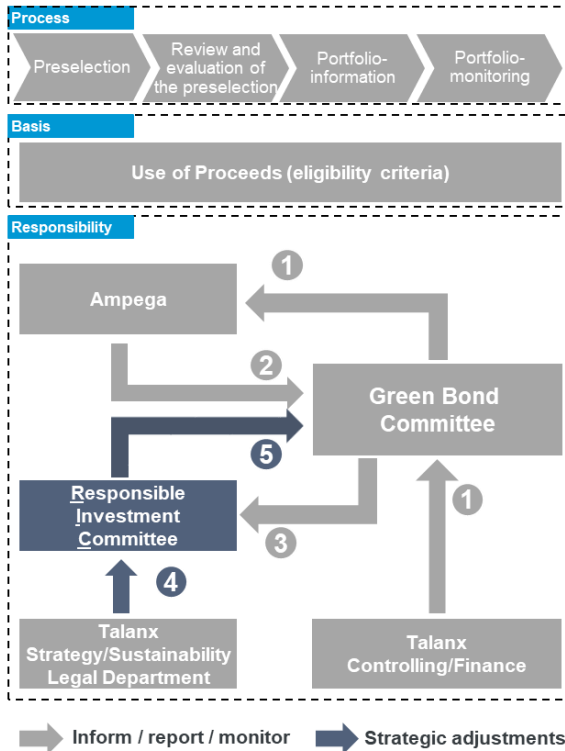 Process
Preselection
Review and
evaluation of
the preselection
Portfolio-
information
Portfolio-
monitoring
Basis
Use of Proceeds (eligibility criteria)
Responsibility
1
Ampega
2
Green Bond
Committee
5
Responsible
Investment
Committee
1
3
4
Talanx
Strategy/Sustainability
Legal Department
Talanx
Controlling/Finance
Inform / report / monitor
Strategic adjustments